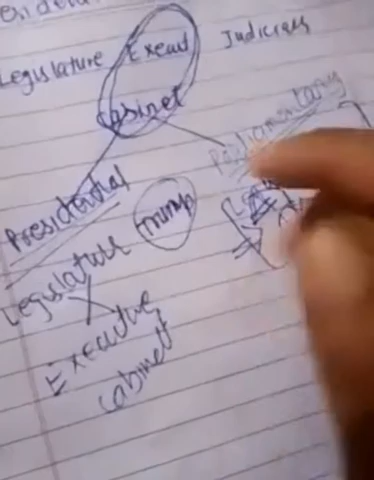 Legislature Execut Judiciary
Cabinet
Parliamentary
Presidential
Trump
Legislature
Executive
Cabinet